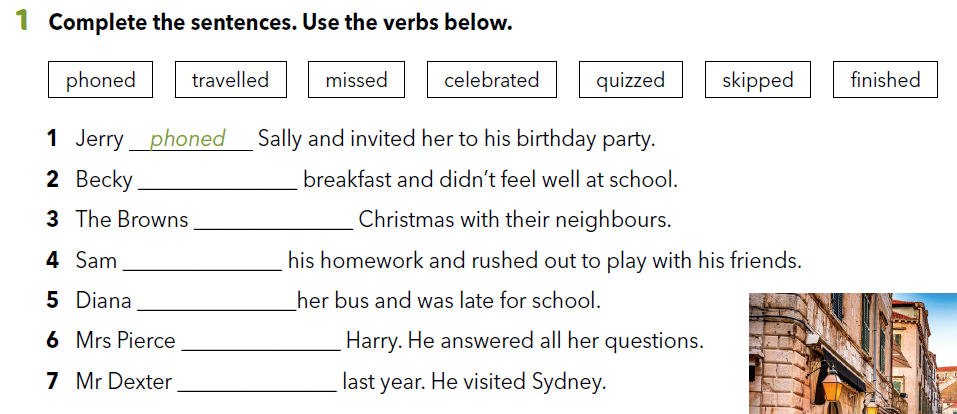 1 Complete the sentences. Use the verbs below.
phoned travelled missed celebrated quizzed skipped finished
1 Jerry phoned Sally and invited her to his birthday party.
2 Becky ______________ breakfast and didn’t feel well at school.
3 The Browns ______________ Christmas with their neighbours.
4 Sam ______________ his homework and rushed out to play with his friends.
5 Diana ______________ her bus and was late for school.
6 Mrs Pierce ______________ Harry. He answered all her questions.
7 Mr Dexter ______________ last year. He visited Sydney.